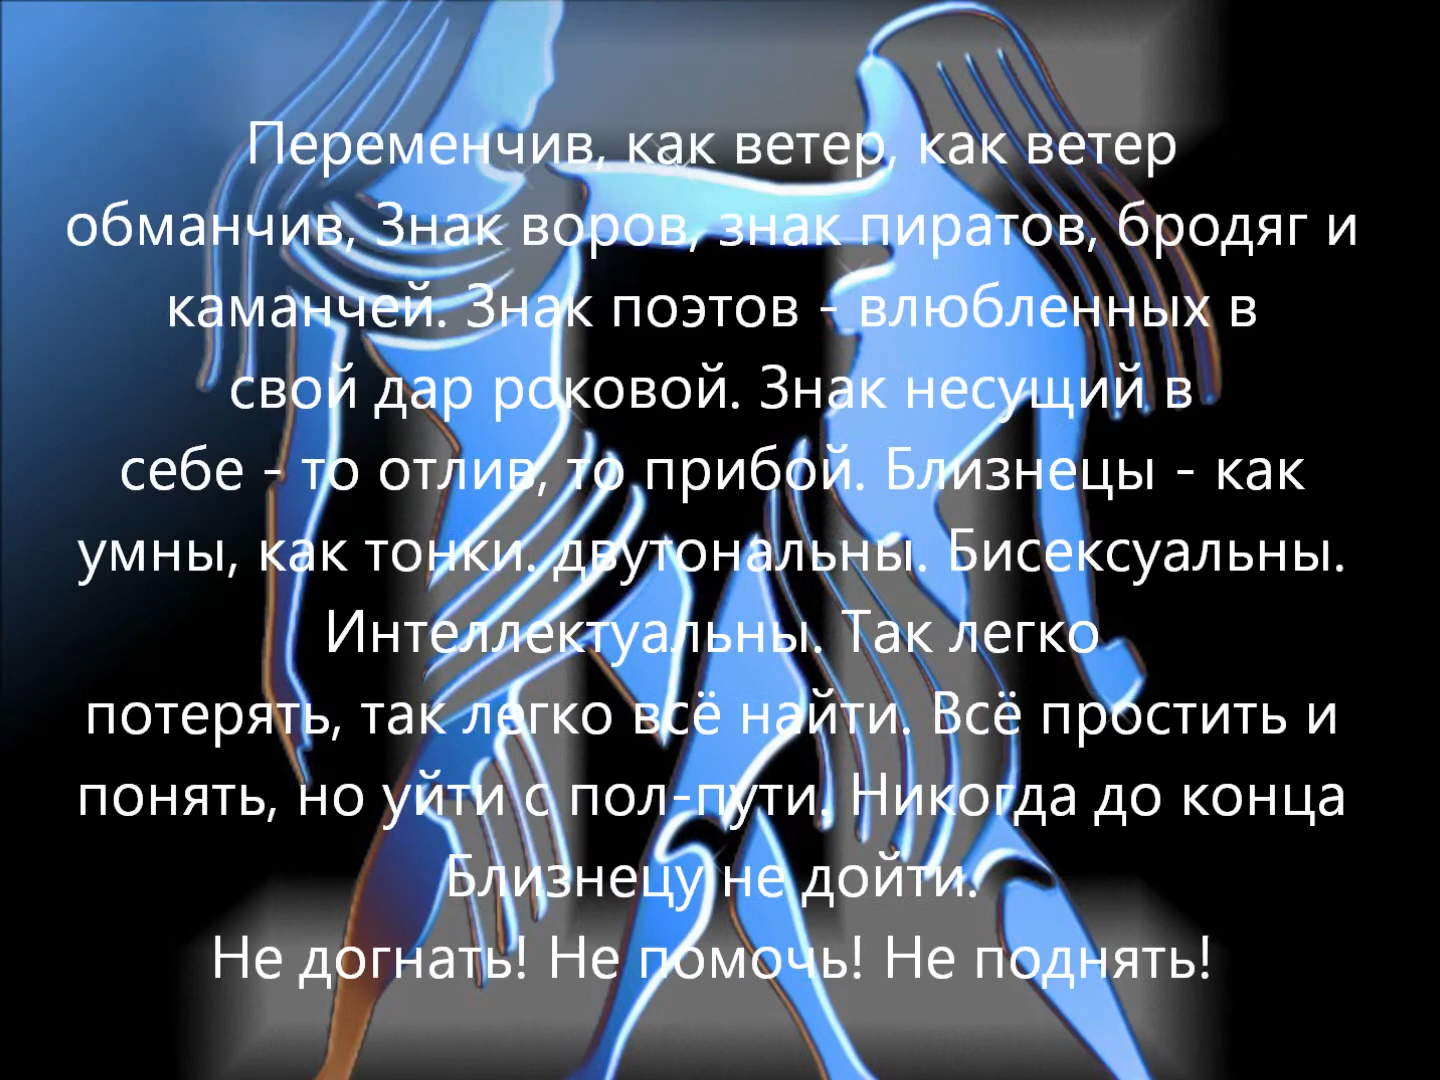 Переменчив, как ветер, как ветер
обманчив, Знак воров, знак пиратов, бродяг и
каманчей. Знак поэтов - влюбленных в
свой дар роковой. Знак несущий в
себе - то отлив, то прибой. Близнецы - как
умны, как тонки. двутональны. Бисексуальны.
Интеллектуальны. Так легко
потерять, так легко всё найти. Всё простить и
понять, но уйти с пол-пути. Никогда до конца
Близнецу не дойти.
Не догнать! Не помочь! Не поднять!